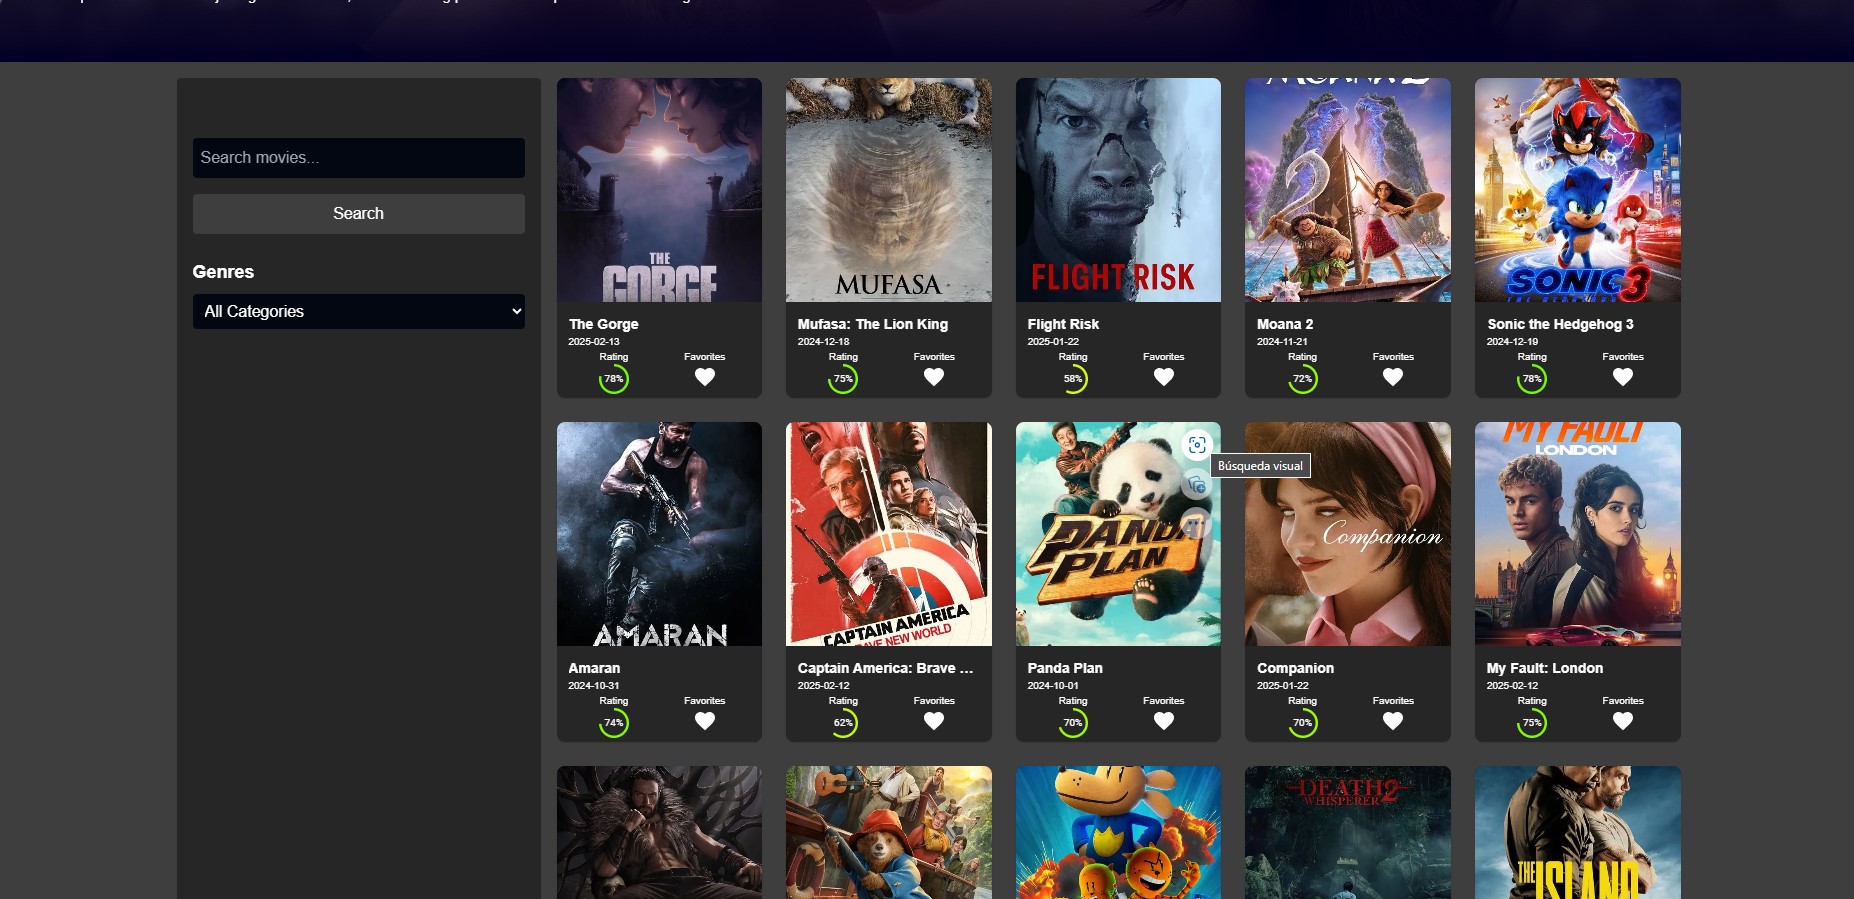 Search movies...
Search
Genres
All Categories
THE
GORGE
MUFASA
FLIGHT RISK
MOANA 2
SONIC 3
The Gorge
2025-02-13
Rating
Favorites
78%
Mufasa: The Lion King
2024-12-18
Rating
Favorites
75%
Flight Risk
2025-01-22
Rating
Favorites
58%
Moana 2
2024-11-21
Rating
Favorites
72%
Sonic the Hedgehog 3
2024-12-19
Rating
Favorites
78%
AMARAN
CAPTAIN AMERICA
BRAVE NEW WORLD
PANDA
PLAN
Búsqueda visual
Companion
MY FAULT
LONDON
Amaran
2024-10-31
Rating
Favorites
74%
Captain America: Brave ...
2025-02-12
Rating
Favorites
62%
Panda Plan
2024-10-01
Rating
Favorites
70%
Companion
2025-01-22
Rating
Favorites
70%
My Fault: London
2025-02-12
Rating
Favorites
75%
DEATH
WHISPERER 2
THE ISLAND